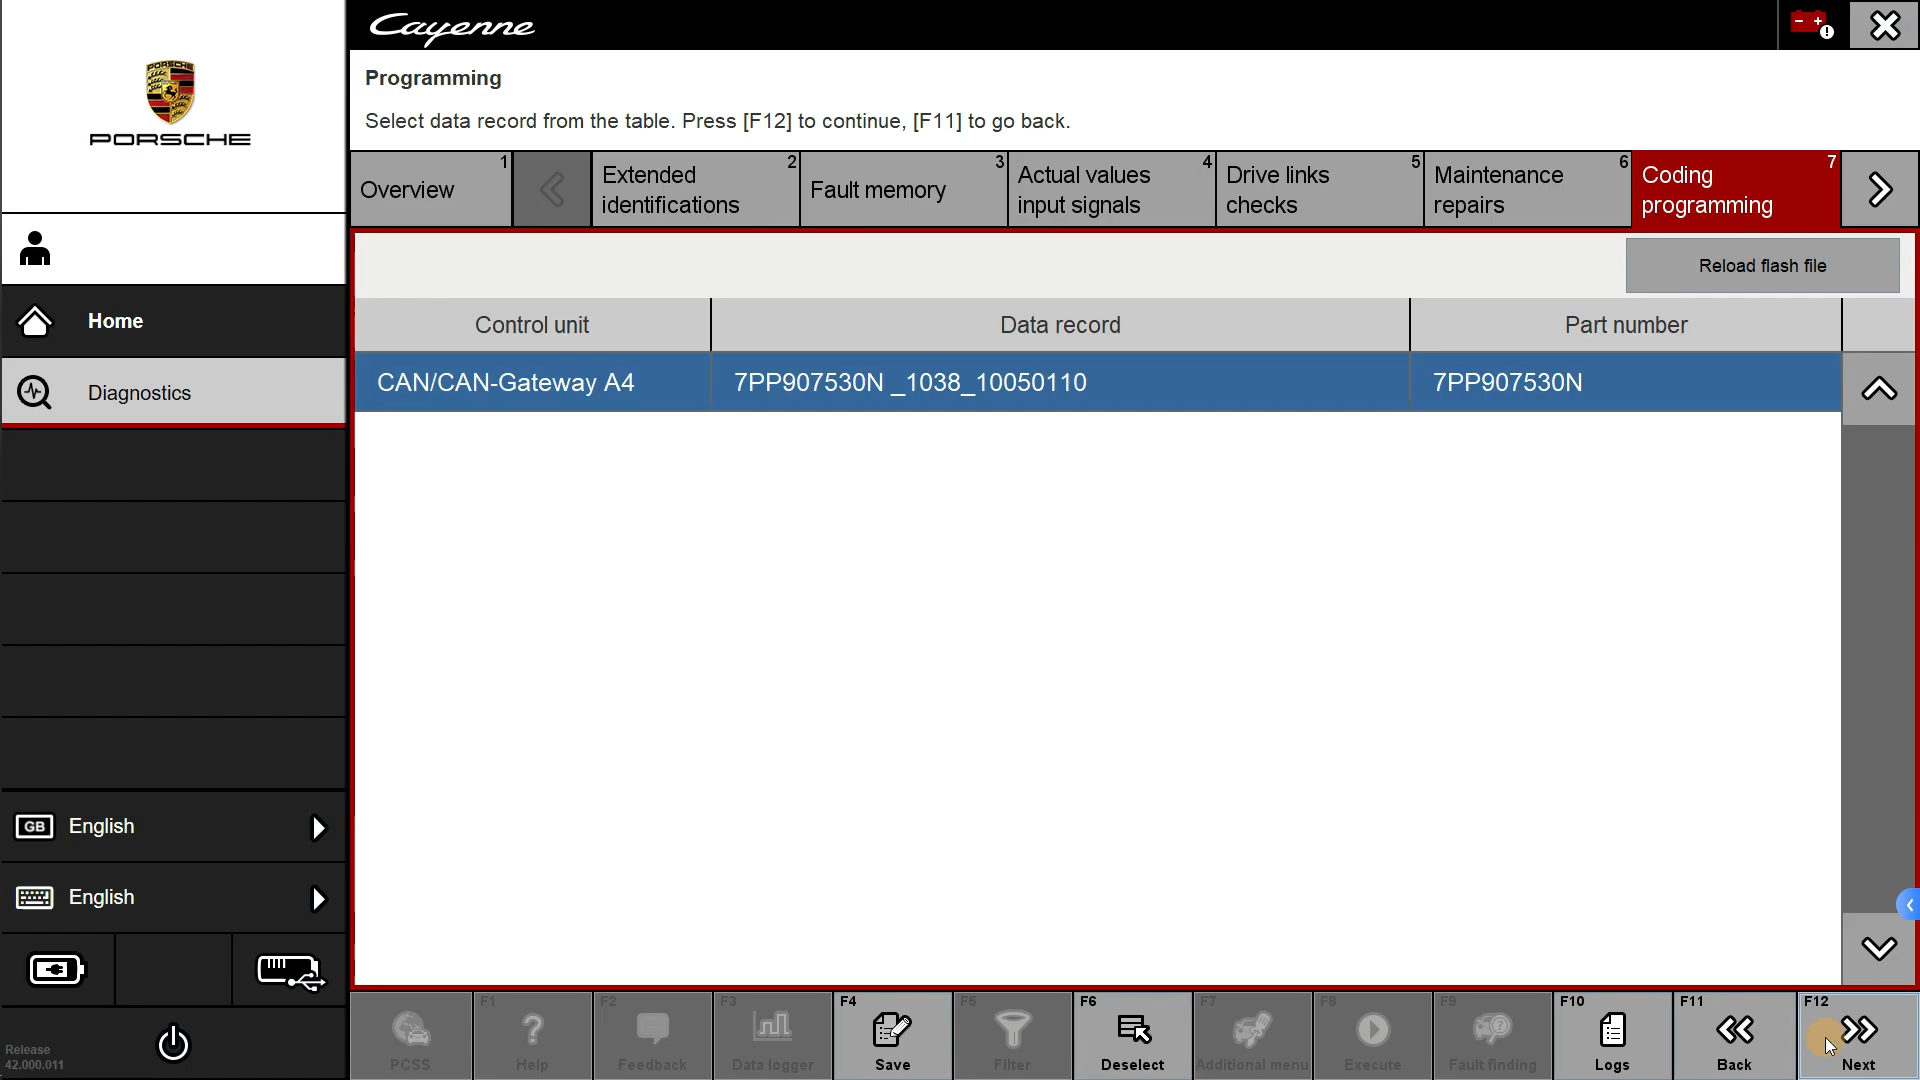 Cayenne
PORSCHE
PORSCHE
Programming
Select data record from the table. Press [F12] to continue, [F11] to go back.
Overview 1
Extended identifications 2
Fault memory 3
Actual values input signals 4
Drive links checks 5
Maintenance repairs 6
Coding programming 7
Reload flash file
Control unit Data record Part number
CAN/CAN-Gateway A4 7PP907530N _1038_10050110 7PP907530N
Home
Diagnostics
GB English
English
Release
42.000.011
PCSS
F1 Help
F2 Feedback
F3 Data logger
F4 Save
F5 Filter
F6 Deselect
F7 Additional menu
F8 Execute
F9 Fault finding
F10 Logs
F11 Back
F12 Next